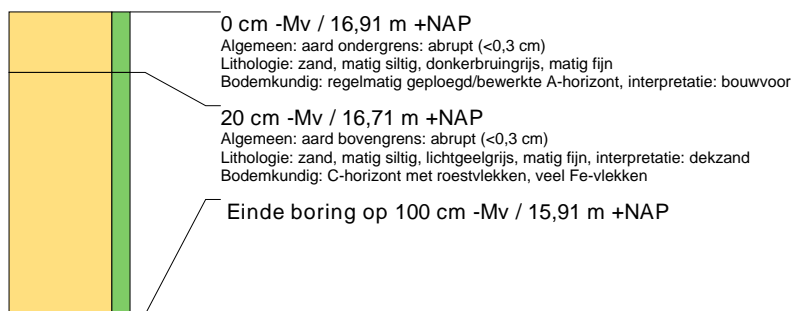 0 cm -Mv / 16,91 m +NAP
Algemeen: aard ondergrens: abrupt (<0,3 cm)
Lithologie: zand, matig siltig, donkerbruingrijs, matig fijn
Bodemkundig: regelmatig geploegd/bewerkte A-horizont, interpretatie: bouwvoor
20 cm -Mv / 16,71 m +NAP
Algemeen: aard bovengrens: abrupt (<0,3 cm)
Lithologie: zand, matig siltig, lichtgeelgrijs, matig fijn, interpretatie: dekzand
Bodemkundig: C-horizont met roestvlekken, veel Fe-vlekken
Einde boring op 100 cm -Mv / 15,91 m +NAP